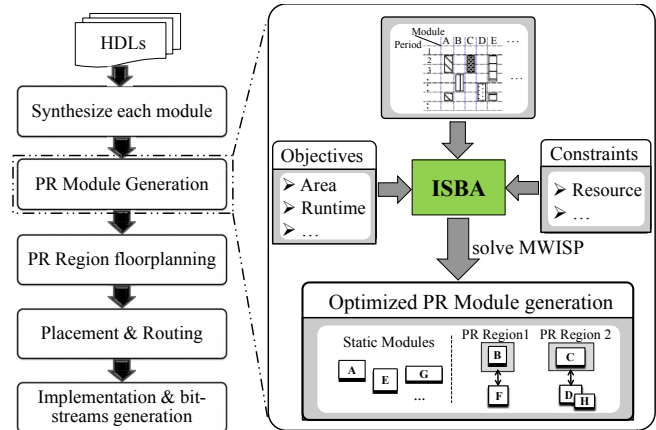 HDLs
Synthesize each module
PR Module Generation
PR Region floorplanning
Placement & Routing
Implementation & bit-
streams generation
Module
Period
A B C D E ...
1
2
3
...
Objectives
➢ Area
➢ Runtime
➢ ...
ISBA
Constraints
➢ Resource
➢ ...
solve MWISP
Optimized PR Module generation
Static Modules
A
E
G
...
PR Region1
B
F
PR Region 2
C
D
H